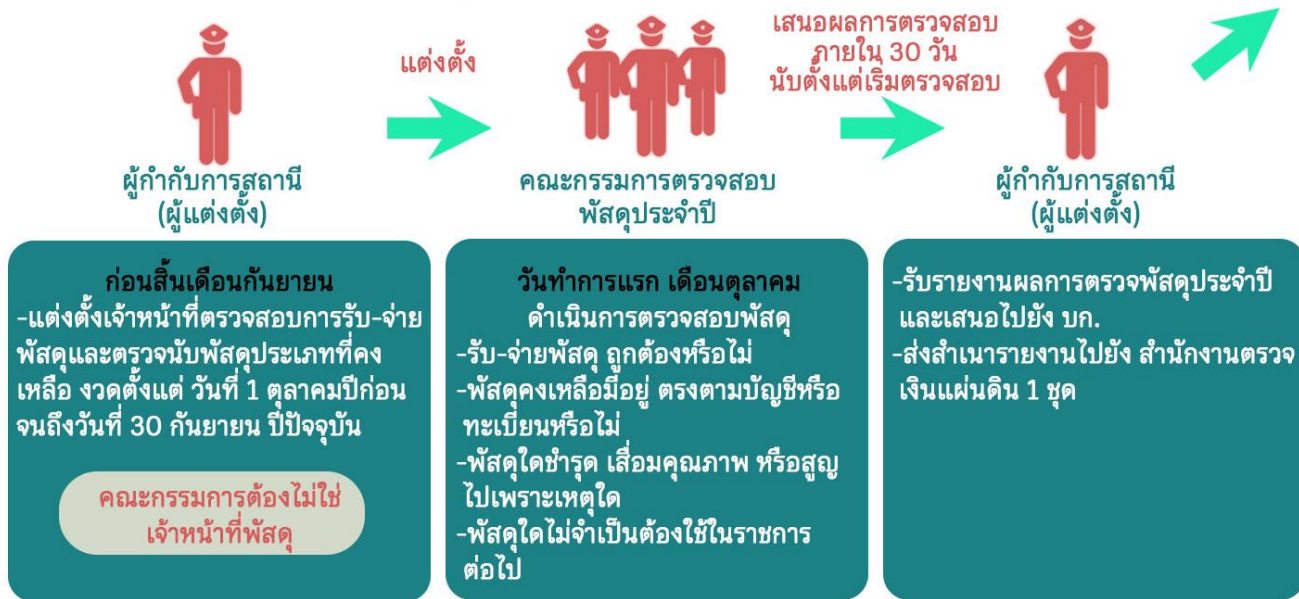 แต่งตั้ง
เสนอผลการตรวจสอบ
ภายใน 30 วัน
นับตั้งแต่เริ่มตรวจสอบ
ผู้กำกับการสถานี
(ผู้แต่งตั้ง)
คณะกรรมการตรวจสอบ
พัสดุประจำปี
ผู้กำกับการสถานี
(ผู้แต่งตั้ง)
ก่อนสิ้นเดือนกันยายน
-แต่งตั้งเจ้าหน้าที่ตรวจสอบการรับ-จ่าย
พัสดุและตรวจนับพัสดุประเภทที่คง
เหลือ งวดตั้งแต่ วันที่ 1 ตุลาคมปีก่อน
จนถึงวันที่ 30 กันยายน ปีปัจจุบัน
คณะกรรมการต้องไม่ใช่
เจ้าหน้าที่พัสดุ
วันทำการแรก เดือนตุลาคม
ดำเนินการตรวจสอบพัสดุ
-รับ-จ่ายพัสดุ ถูกต้องหรือไม่
-พัสดุคงเหลือมีอยู่ ตรงตามบัญชีหรือ
ทะเบียนหรือไม่
-พัสดุใดชำรุด เสื่อมคุณภาพ หรือสูญ
ไปเพราะเหตุใด
-พัสดุใดไม่จำเป็นต้องใช้ในราชการ
ต่อไป
-รับรายงานผลการตรวจพัสดุประจำปี
และเสนอไปยัง บก.
-ส่งสำเนารายงานไปยัง สำนักงานตรวจ
เงินแผ่นดิน 1 ชุด